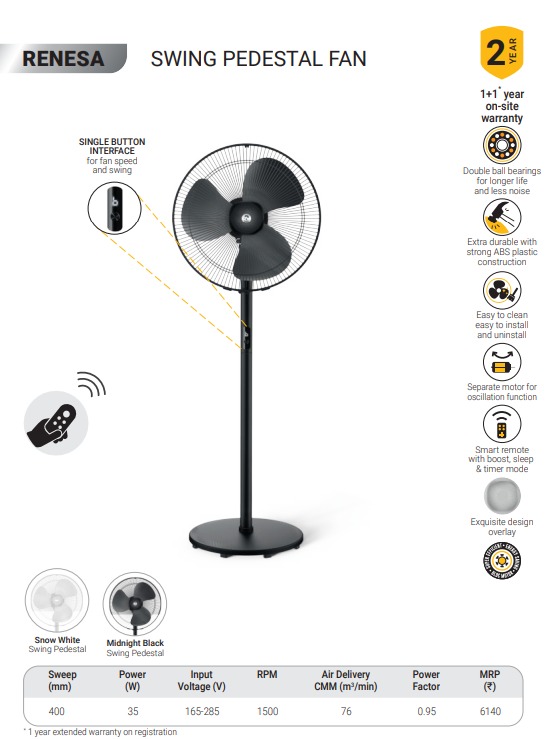 RENESA
SWING PEDESTAL FAN
2 YEAR
1+1* year
on-site
warranty
SINGLE BUTTON
INTERFACE
for fan speed
and swing
Double ball bearings
for longer life
and less noise
Extra durable with
strong ABS plastic
construction
Easy to clean
easy to install
and uninstall
Separate motor for
oscillation function
Smart remote
with boost, sleep
& timer mode
Exquisite design
overlay
Snow White
Swing Pedestal
Midnight Black
Swing Pedestal
Sweep Power Input RPM Air Delivery Power MRP
(mm) (W) Voltage (V) CMM (m³/min) Factor (₹)
400 35 165-285 1500 76 0.95 6140
* 1 year extended warranty on registration